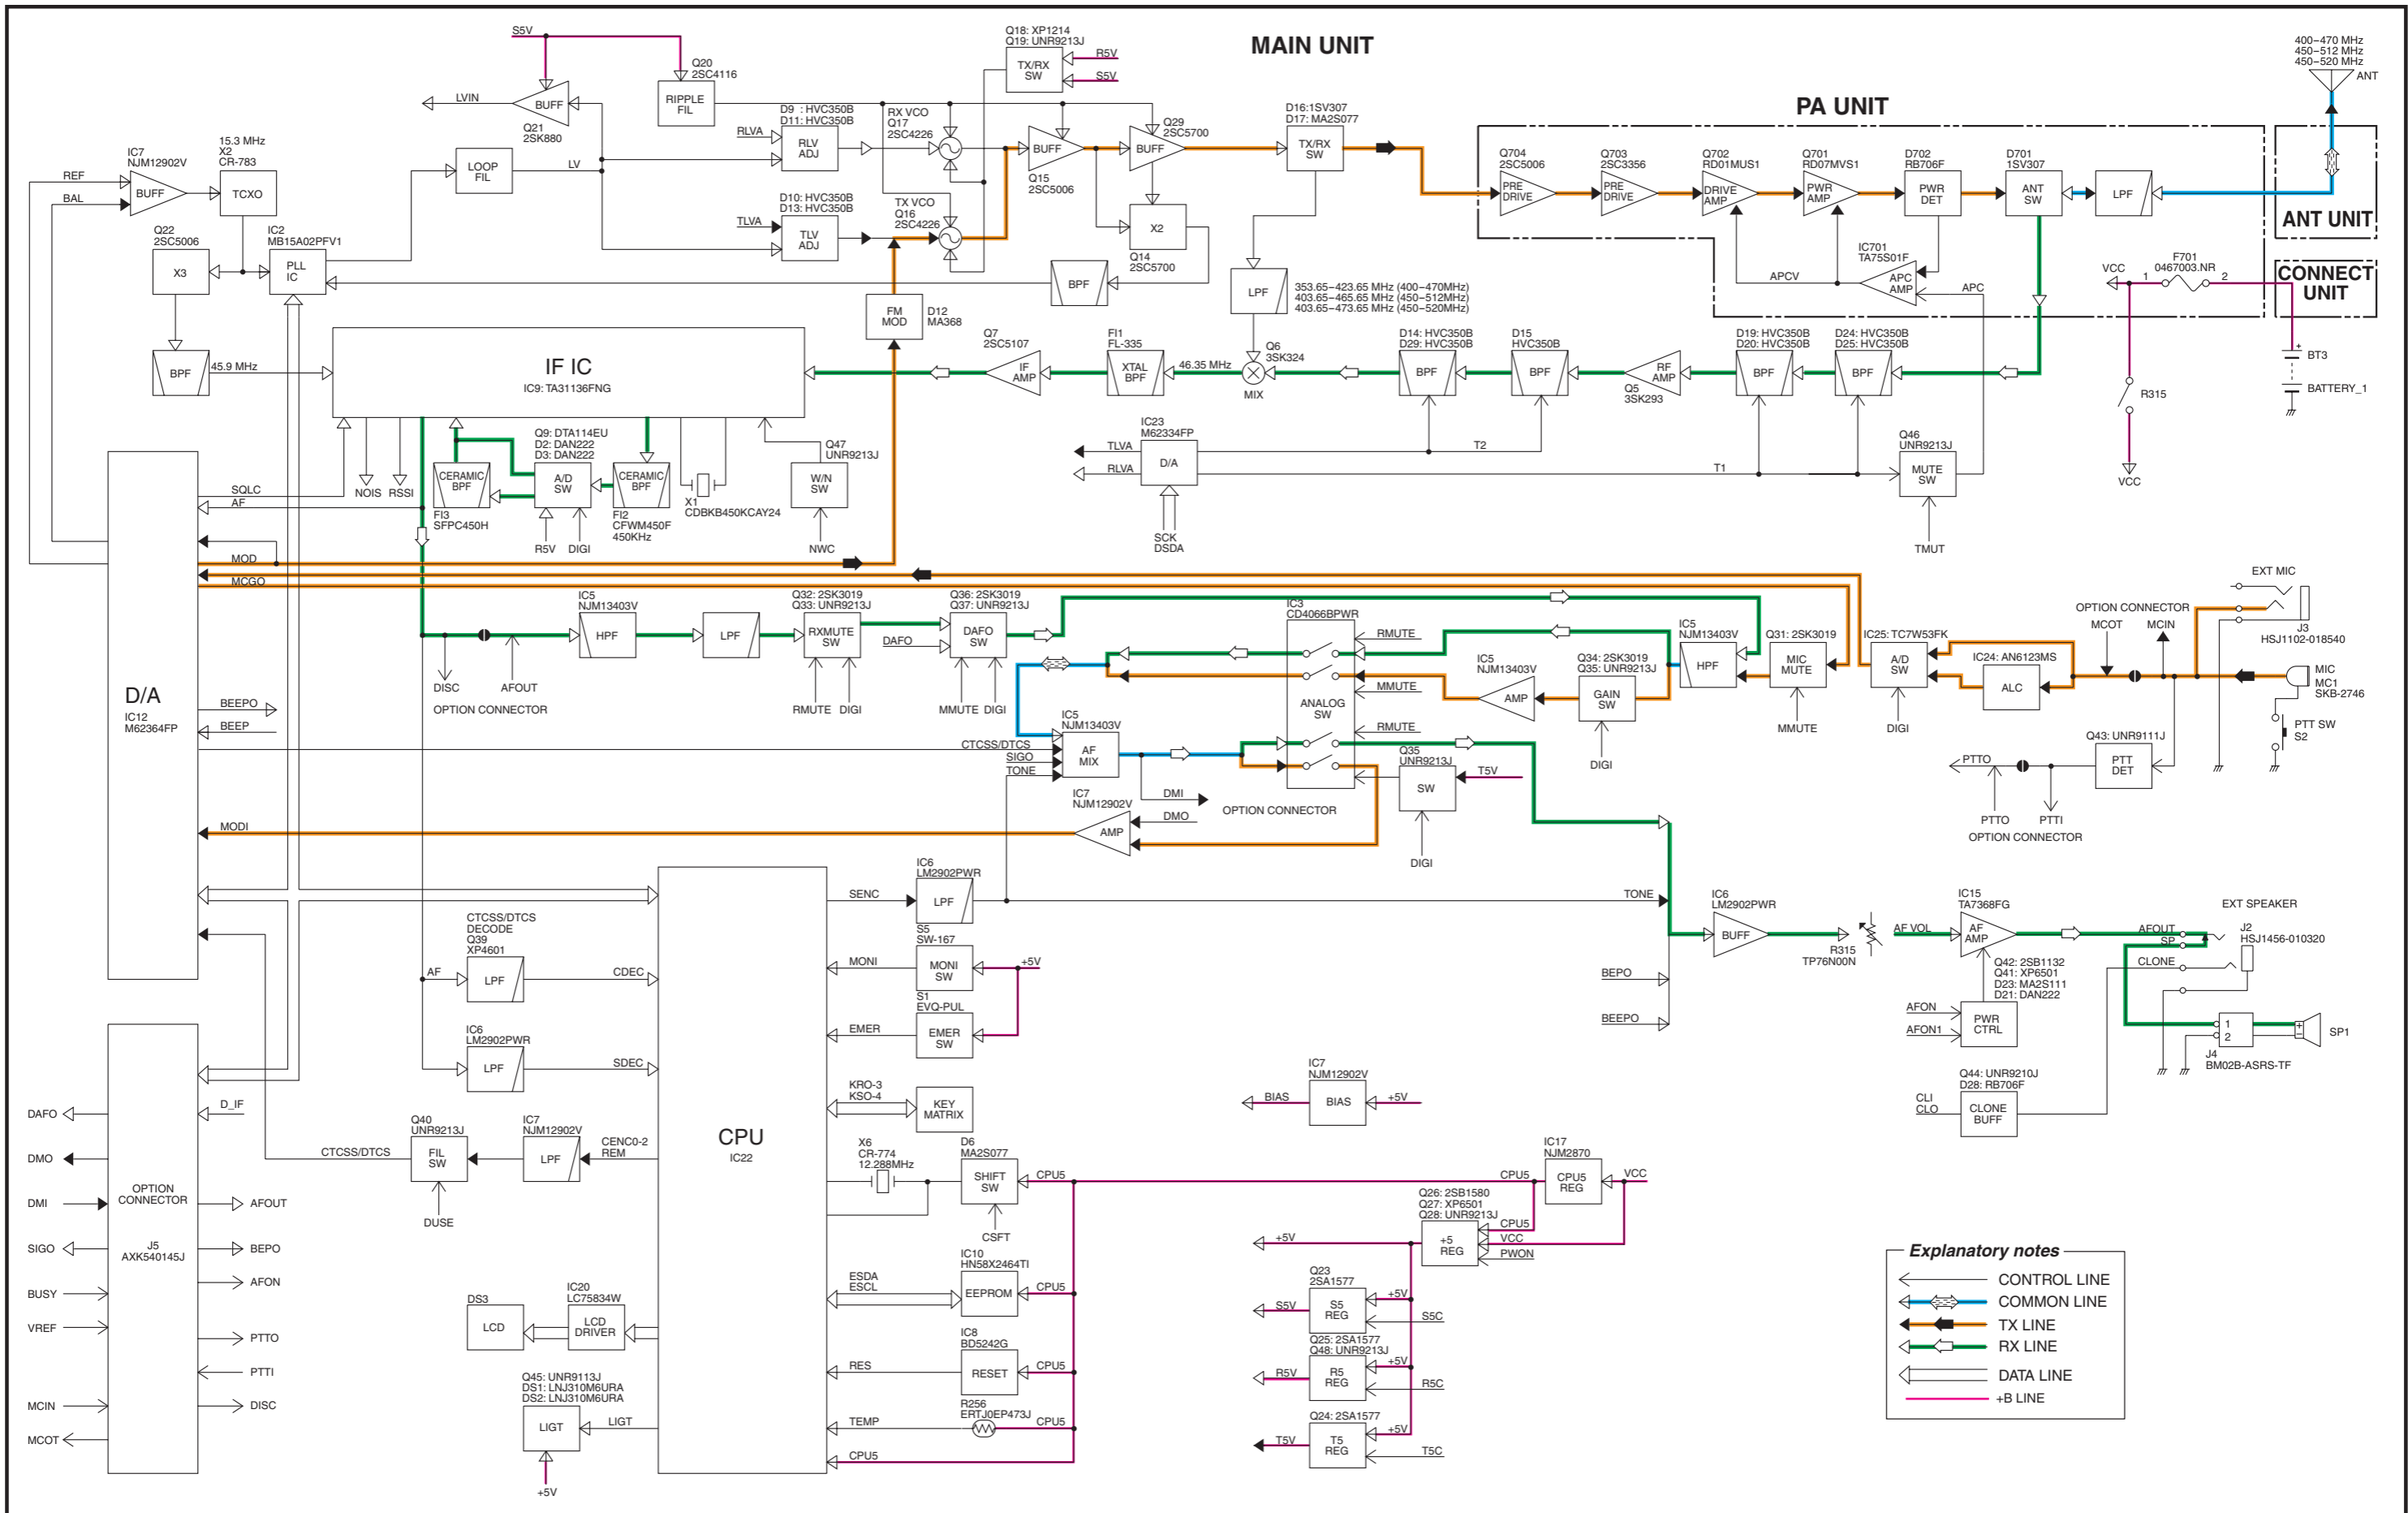 MAIN UNIT
PA UNIT
ANT UNIT
CONNECT
UNIT
400–470 MHz
450–512 MHz
450–520 MHz
ANT
S5V
Q20
2SC4116
RIPPLE
FIL
LVIN
BUFF
Q21
2SK880
Q18: XP1214
Q19: UNR9213J
TX/RX
SW
R5V
S5V
D9 : HVC350B
D11: HVC350B
RLVA
RLV
ADJ
RX VCO
Q17
2SC4226
BUFF
Q15
2SC5006
Q29
2SC5700
BUFF
D16:1SV307
D17: MA2S077
TX/RX
SW
IC7
NJM12902V
REF
BAL
BUFF
15.3 MHz
X2
CR-783
TCXO
LOOP
FIL
LV
D10: HVC350B
D13: HVC350B
TLVA
TLV
ADJ
TX VCO
Q16
2SC4226
X2
Q14
2SC5700
Q22
2SC5006
X3
IC2
MB15A02PFV1
PLL
IC
BPF
FM
MOD
D12
MA368
LPF
353.65–423.65 MHz (400–470MHz)
403.65–465.65 MHz (450–512MHz)
403.65–473.65 MHz (450–520MHz)
Q704
2SC5006
PRE
DRIVE
Q703
2SC3356
PRE
DRIVE
Q702
RD01MUS1
DRIVE
AMP
Q701
RD07MVS1
PWR
AMP
D702
RB706F
PWR
DET
D701
1SV307
ANT
SW
LPF
IC701
TA75S01F
APC
AMP
APCV
APC
VCC
1
F701
0467003.NR
2
+
BT3
BATTERY_1
R315
VCC
BPF
45.9 MHz
IF IC
IC9: TA31136FNG
Q7
2SC5107
IF
AMP
FI1
FL-335
XTAL
BPF
46.35 MHz
Q6
3SK324
MIX
D14: HVC350B
D29: HVC350B
BPF
D15
HVC350B
BPF
RF
AMP
Q5
3SK293
D19: HVC350B
D20: HVC350B
BPF
D24: HVC350B
D25: HVC350B
BPF
SQLC
AF
NOIS
RSSI
CERAMIC
BPF
FI3
SFPC450H
Q9: DTA114EU
D2: DAN222
D3: DAN222
A/D
SW
R5V
DIGI
CERAMIC
BPF
FI2
CFWM450F
450KHz
X1
CDBKB450KCAY24
Q47
UNR9213J
W/N
SW
NWC
IC23
M62334FP
TLVA
RLVA
D/A
SCK
DSDA
T2
T1
Q46
UNR9213J
MUTE
SW
TMUT
MOD
MCGO
D/A
IC12
M62364FP
BEEPO
BEEP
MODI
IC5
NJM13403V
HPF
LPF
Q32: 2SK3019
Q33: UNR9213J
RXMUTE
SW
RMUTE
DIGI
Q36: 2SK3019
Q37: UNR9213J
DAFO
DAFO
SW
MMUTE
DIGI
DISC
AFOUT
OPTION CONNECTOR
IC3
CD4066BPWR
ANALOG
SW
RMUTE
MMUTE
RMUTE
IC5
NJM13403V
AMP
Q34: 2SK3019
Q35: UNR9213J
GAIN
SW
DIGI
IC5
NJM13403V
HPF
Q31: 2SK3019
MIC
MUTE
MMUTE
IC25: TC7W53FK
A/D
SW
DIGI
IC24: AN6123MS
ALC
OPTION CONNECTOR
MCOT
MCIN
EXT MIC
J3
HSJ1102-018540
MIC
MC1
SKB-2746
PTT SW
S2
Q43: UNR9111J
PTT
DET
PTTO
PTTO
PTTI
OPTION CONNECTOR
CTCSS/DTCS
SIGO
TONE
IC5
NJM13403V
AF
MIX
DMI
DMO
OPTION CONNECTOR
IC7
NJM12902V
AMP
Q35
UNR9213J
SW
T5V
DIGI
CPU
IC22
SENC
IC6
LM2902PWR
LPF
TONE
S5
SW-167
MONI
MONI
SW
+5V
S1
EVQ-PUL
EMER
EMER
SW
KRO-3
KSO-4
KEY
MATRIX
CTCSS/DTCS
DECODE
Q39
XP4601
AF
LPF
CDEC
IC6
LM2902PWR
LPF
SDEC
IC6
LM2902PWR
BUFF
R315
TP76N00N
AF VOL
IC15
TA7368FG
AF
AMP
Q42: 2SB1132
Q41: XP6501
D23: MA2S111
D21: DAN222
PWR
CTRL
AFON
AFON1
EXT SPEAKER
AFOUT
SP
CLONE
J2
HSJ1456-010320
1
2
+
−
SP1
J4
BM02B-ASRS-TF
Q44: UNR9210J
D28: RB706F
CLI
CLO
CLONE
BUFF
BEPO
BEEPO
IC7
NJM12902V
BIAS
BIAS
+5V
D_IF
DAFO
DMO
DMI
SIGO
BUSY
VREF
MCIN
MCOT
OPTION
CONNECTOR
J5
AXK540145J
AFOUT
BEPO
AFON
PTTO
PTTI
DISC
CTCSS/DTCS
Q40
UNR9213J
FIL
SW
DUSE
IC7
NJM12902V
LPF
CENC0-2
REM
X6
CR-774
12.288MHz
D6
MA2S077
SHIFT
SW
CPU5
CSFT
CPU5
IC17
NJM2870
CPU5
REG
VCC
Q26: 2SB1580
Q27: XP6501
Q28: UNR9213J
+5V
+5
REG
CPU5
VCC
PWON
ESDA
ESCL
IC10
HN58X2464TI
EEPROM
CPU5
Q23
2SA1577
S5V
S5
REG
+5V
S5C
DS3
LCD
IC20
LC75834W
LCD
DRIVER
RES
IC8
BD5242G
RESET
CPU5
Q25: 2SA1577
Q48: UNR9213J
R5V
R5
REG
+5V
R5C
Q45: UNR9113J
DS1: LNJ310M6URA
DS2: LNJ310M6URA
LIGT
LIGT
+5V
R256
ERTJ0EP473J
TEMP
CPU5
CPU5
Q24: 2SA1577
T5V
T5
REG
+5V
T5C
Explanatory notes
CONTROL LINE
COMMON LINE
TX LINE
RX LINE
DATA LINE
+B LINE